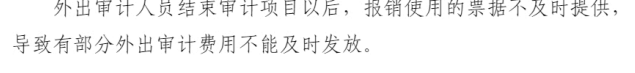 外出审计人员结束审计项目以后，报销使用的票据不及时提供，
导致有部分外出审计费用不能及时发放。